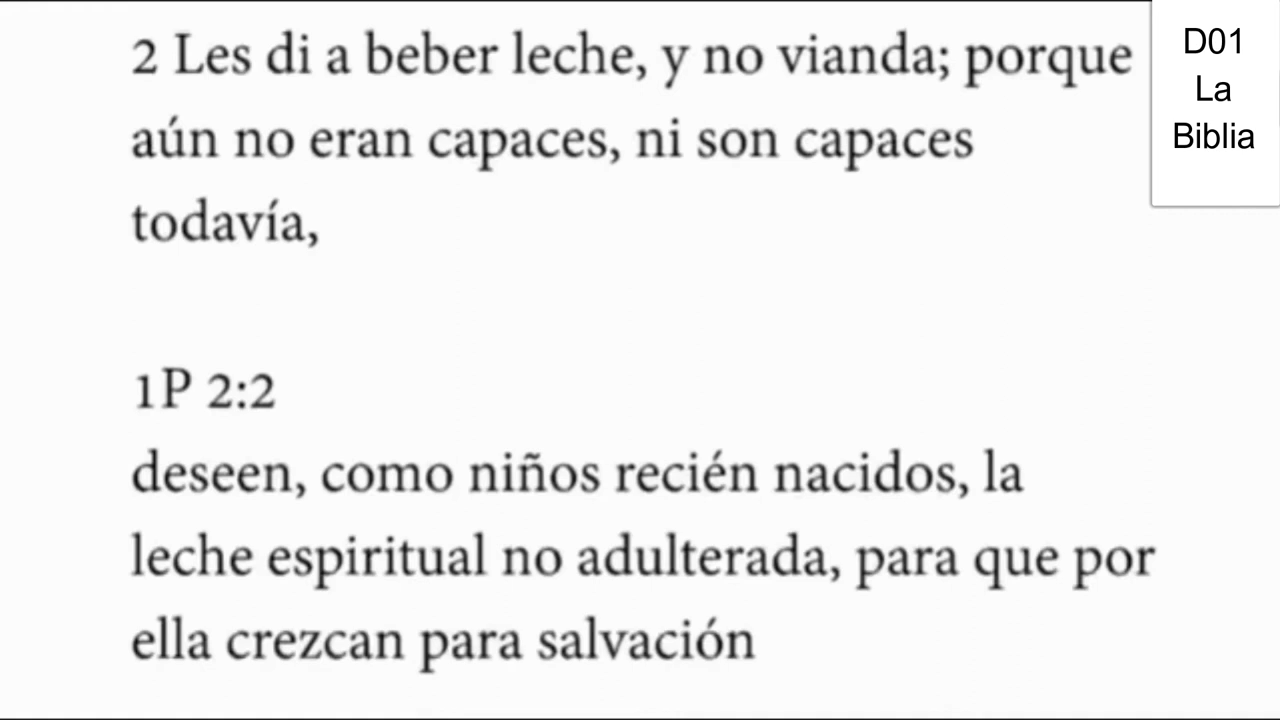 2 Les di a beber leche, y no vianda; porque
aún no eran capaces, ni son capaces
todavía,
1P 2:2
deseen, como niños recién nacidos, la
leche espiritual no adulterada, para que por
ella crezcan para salvación
D01
La
Biblia